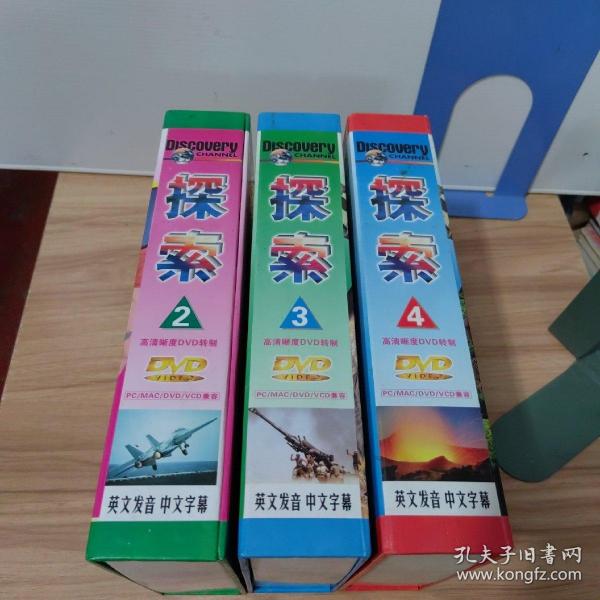 Discovery
CHANNEL
探索
2
高清晰度DVD转制
DVD
VIDEO
PC/MAC/DVD/VCD兼容
英文发音 中文字幕
Discovery
CHANNEL
探索
3
高清晰度DVD转制
DVD
VIDEO
PC/MAC/DVD/VCD兼容
英文发音 中文字幕
Discovery
CHANNEL
探索
4
高清晰度DVD转制
DVD
VIDEO
PC/MAC/DVD/VCD兼容
英文发音 中文字幕
孔夫子旧书网
www.kongfz.com